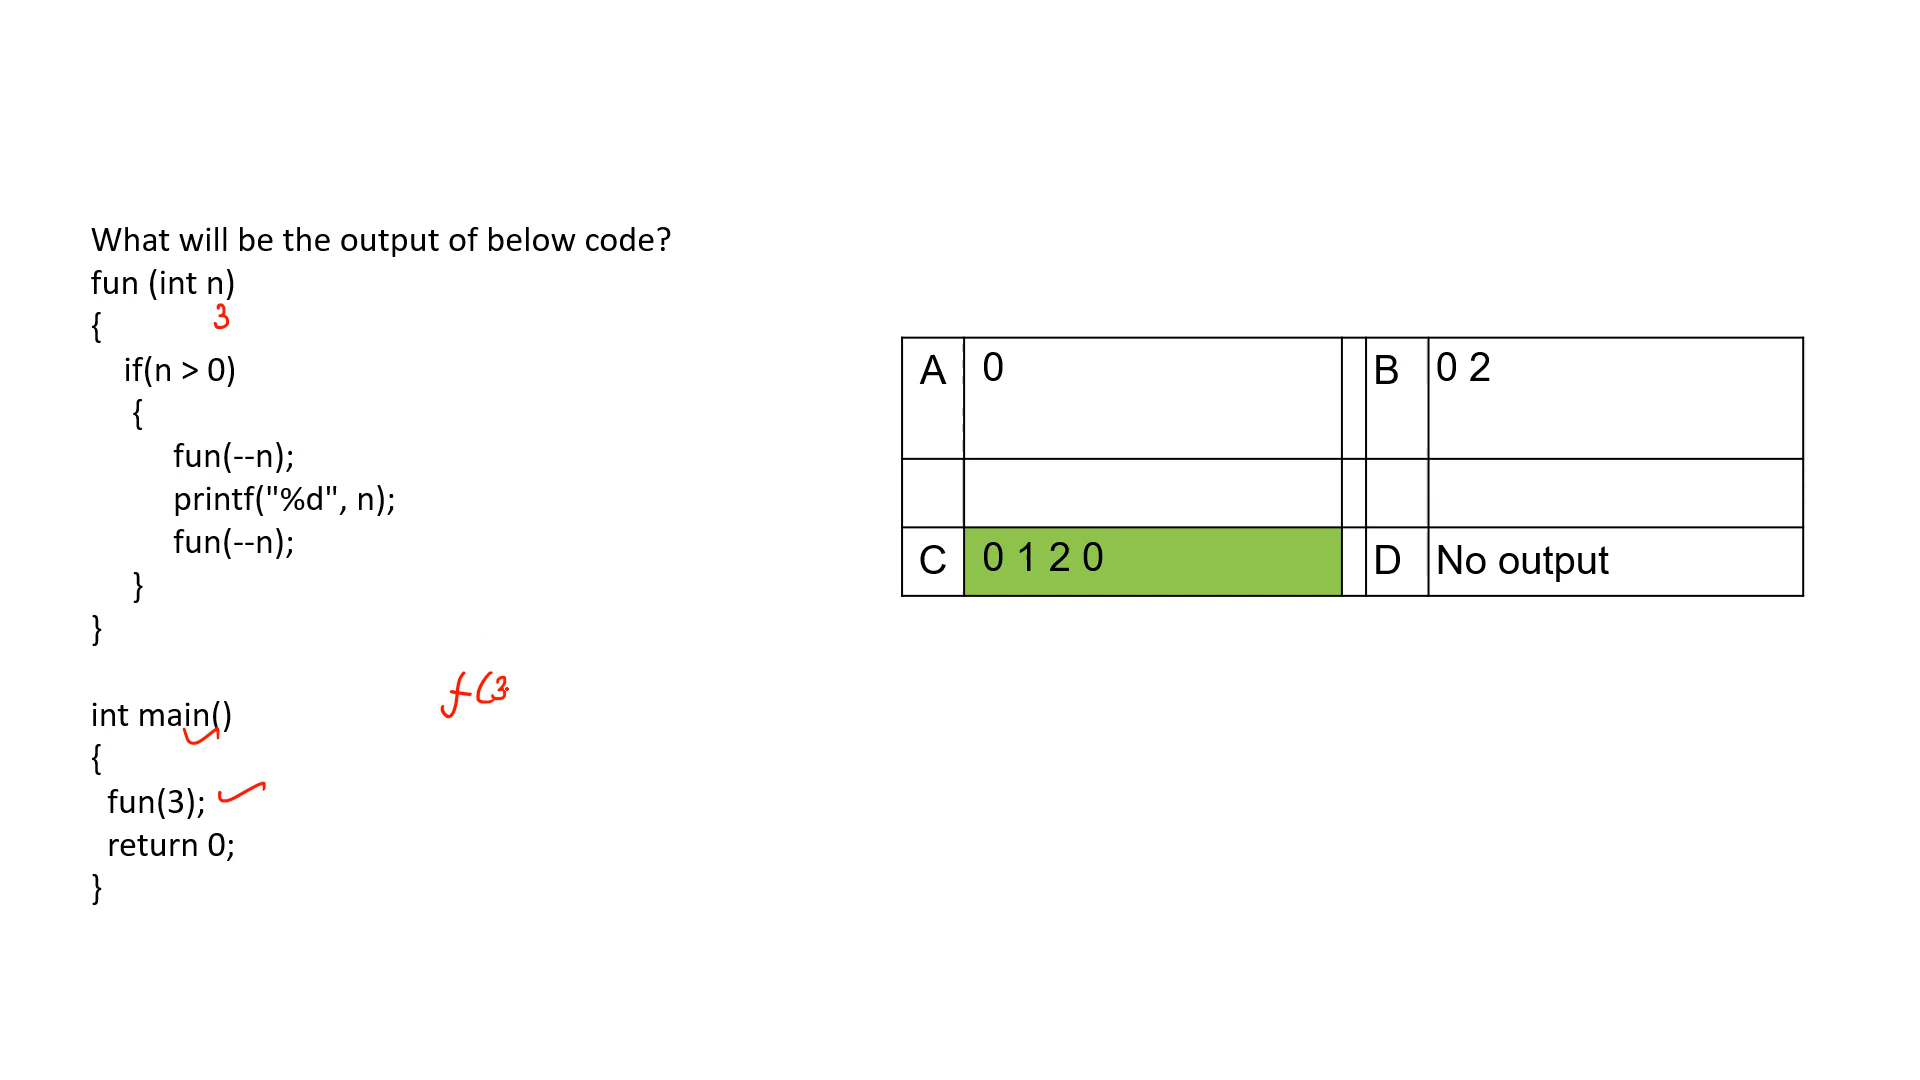 What will be the output of below code?
fun (int n)
{ 3
if(n > 0)
{
fun(--n);
printf("%d", n);
fun(--n);
}
}
int main()
{
fun(3);
return 0;
}
f(3
A 0 B 0 2
C 0 1 2 0 D No output